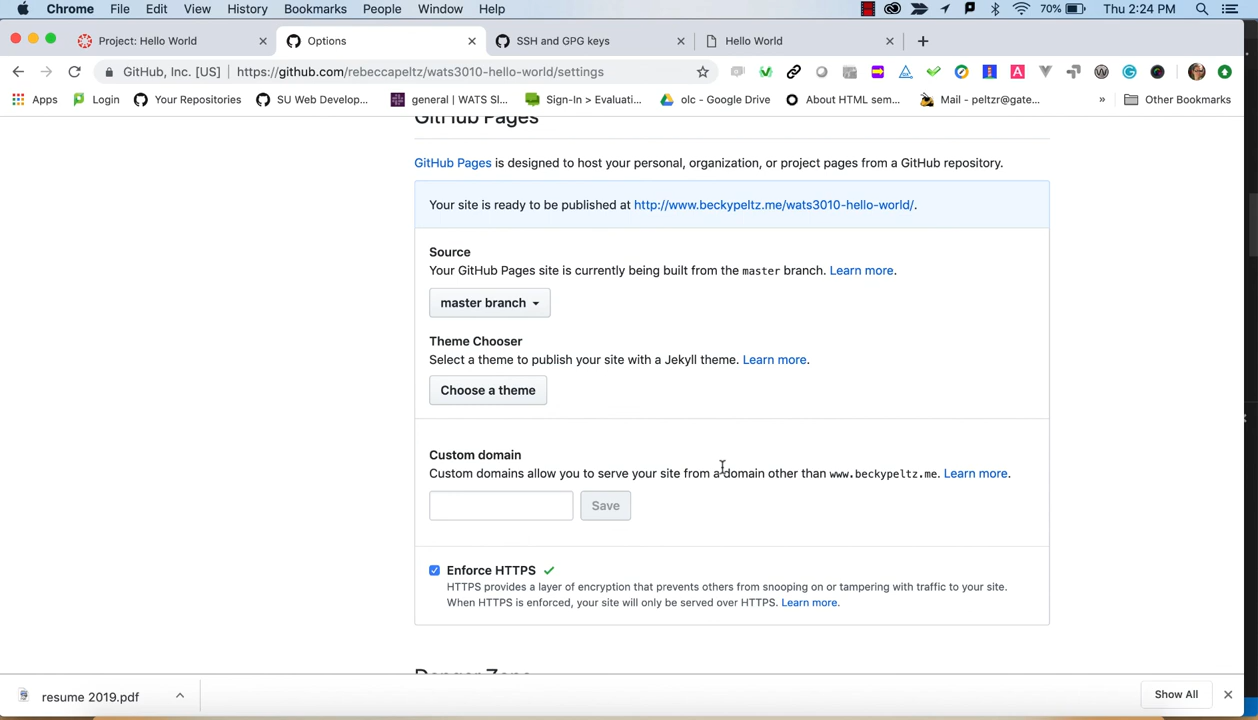 Chrome File Edit View History Bookmarks People Window Help 70% Thu 2:24 PM
Project: Hello World Options SSH and GPG keys Hello World
GitHub, Inc. [US] https://github.com/rebeccapeltz/wats3010-hello-world/settings
Apps Login Your Repositories SU Web Develop... general | WATS Sl... Sign-In > Evaluati... olc - Google Drive About HTML sem... Mail - peltzr@gate... » Other Bookmarks
GitHub Pages
GitHub Pages is designed to host your personal, organization, or project pages from a GitHub repository.
Your site is ready to be published at http://www.beckypeltz.me/wats3010-hello-world/.
Source
Your GitHub Pages site is currently being built from the master branch. Learn more.
master branch
Theme Chooser
Select a theme to publish your site with a Jekyll theme. Learn more.
Choose a theme
Custom domain
Custom domains allow you to serve your site from a domain other than www.beckypeltz.me. Learn more.
Save
Enforce HTTPS
HTTPS provides a layer of encryption that prevents others from snooping on or tampering with traffic to your site.
When HTTPS is enforced, your site will only be served over HTTPS. Learn more.
Danger Zone
resume 2019.pdf Show All